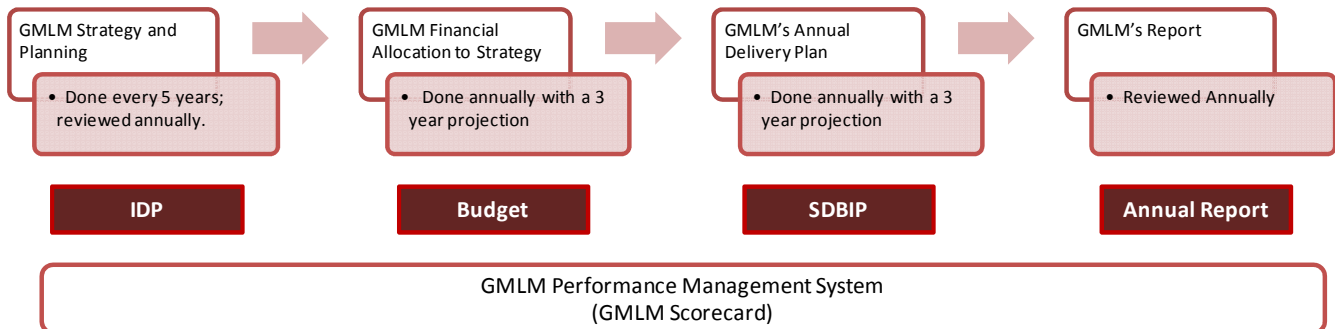 GMLM Strategy and
Planning
• Done every 5 years;
reviewed annually.
IDP
GMLM Financial
Allocation to Strategy
• Done annually with a 3
year projection
Budget
GMLM's Annual
Delivery Plan
• Done annually with a 3
year projection
SDBIP
GMLM's Report
• Reviewed Annually
Annual Report
GMLM Performance Management System
(GMLM Scorecard)